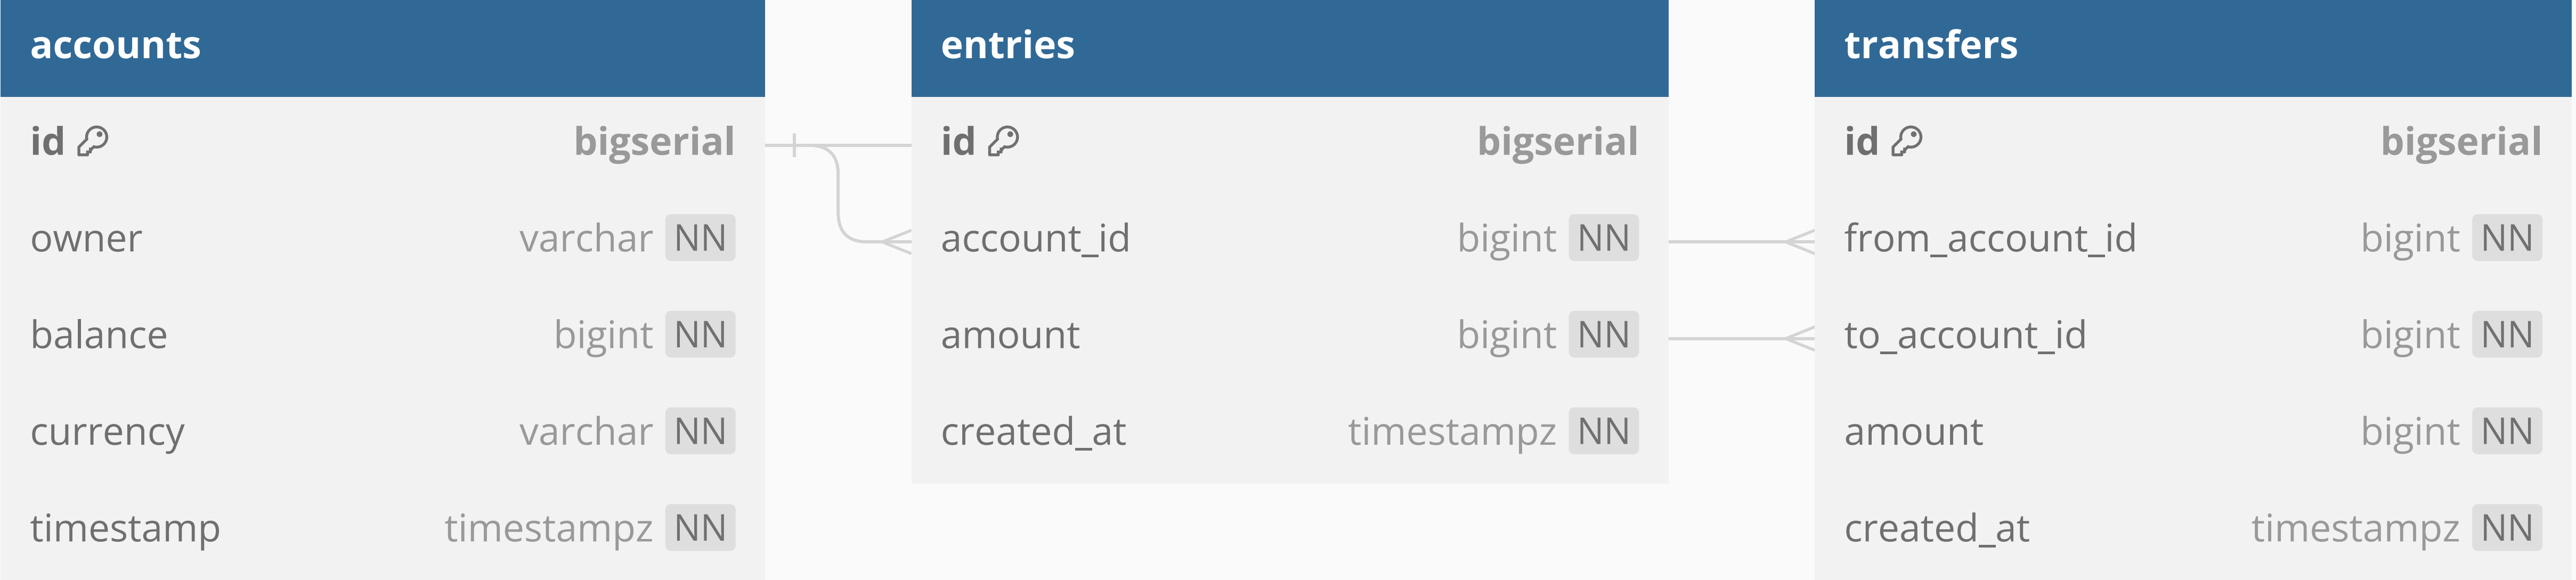 accounts
id bigserial
owner varchar NN
balance bigint NN
currency varchar NN
timestamp timestampz NN
entries
id bigserial
account_id bigint NN
amount bigint NN
created_at timestampz NN
transfers
id bigserial
from_account_id bigint NN
to_account_id bigint NN
amount bigint NN
created_at timestampz NN